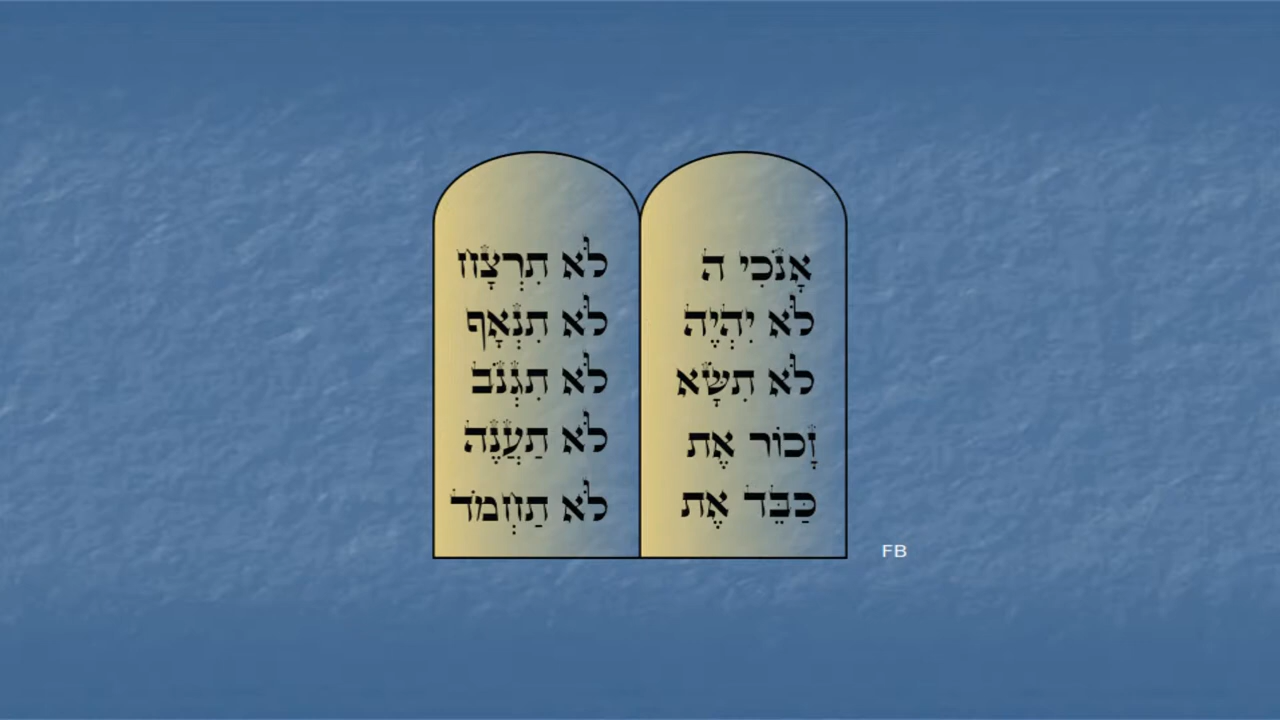 אָנֹכִי ה
לֹא יִהְיֶה
לֹא תִשָּׂא
זָכוֹר אֶת
כַּבֵּד אֶת
לֹא תִרְצָח
לֹא תִנְאָף
לֹא תִגְנֹב
לֹא תַעֲנֶה
לֹא תַחְמֹד
FB